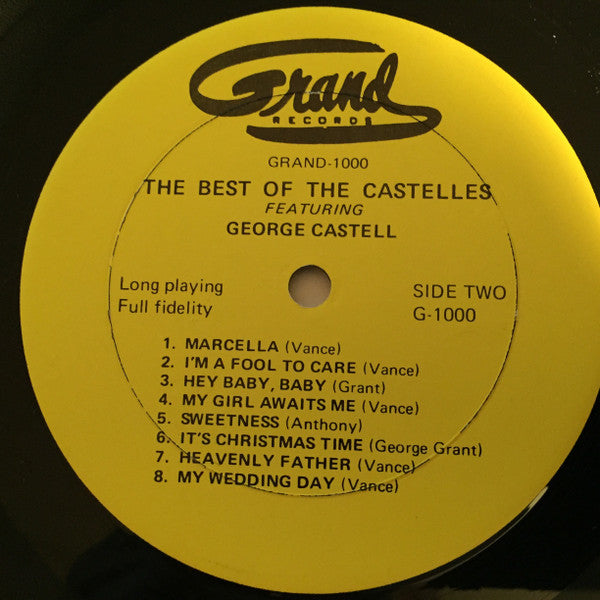 Grand
RECORDS
GRAND-1000
THE BEST OF THE CASTELLES
FEATURING
GEORGE CASTELL
Long playing
Full fidelity
SIDE TWO
G-1000
1. MARCELLA (Vance)
2. I'M A FOOL TO CARE (Vance)
3. HEY BABY, BABY (Grant)
4. MY GIRL AWAITS ME (Vance)
5. SWEETNESS (Anthony)
6. IT'S CHRISTMAS TIME (George Grant)
7. HEAVENLY FATHER (Vance)
8. MY WEDDING DAY (Vance)